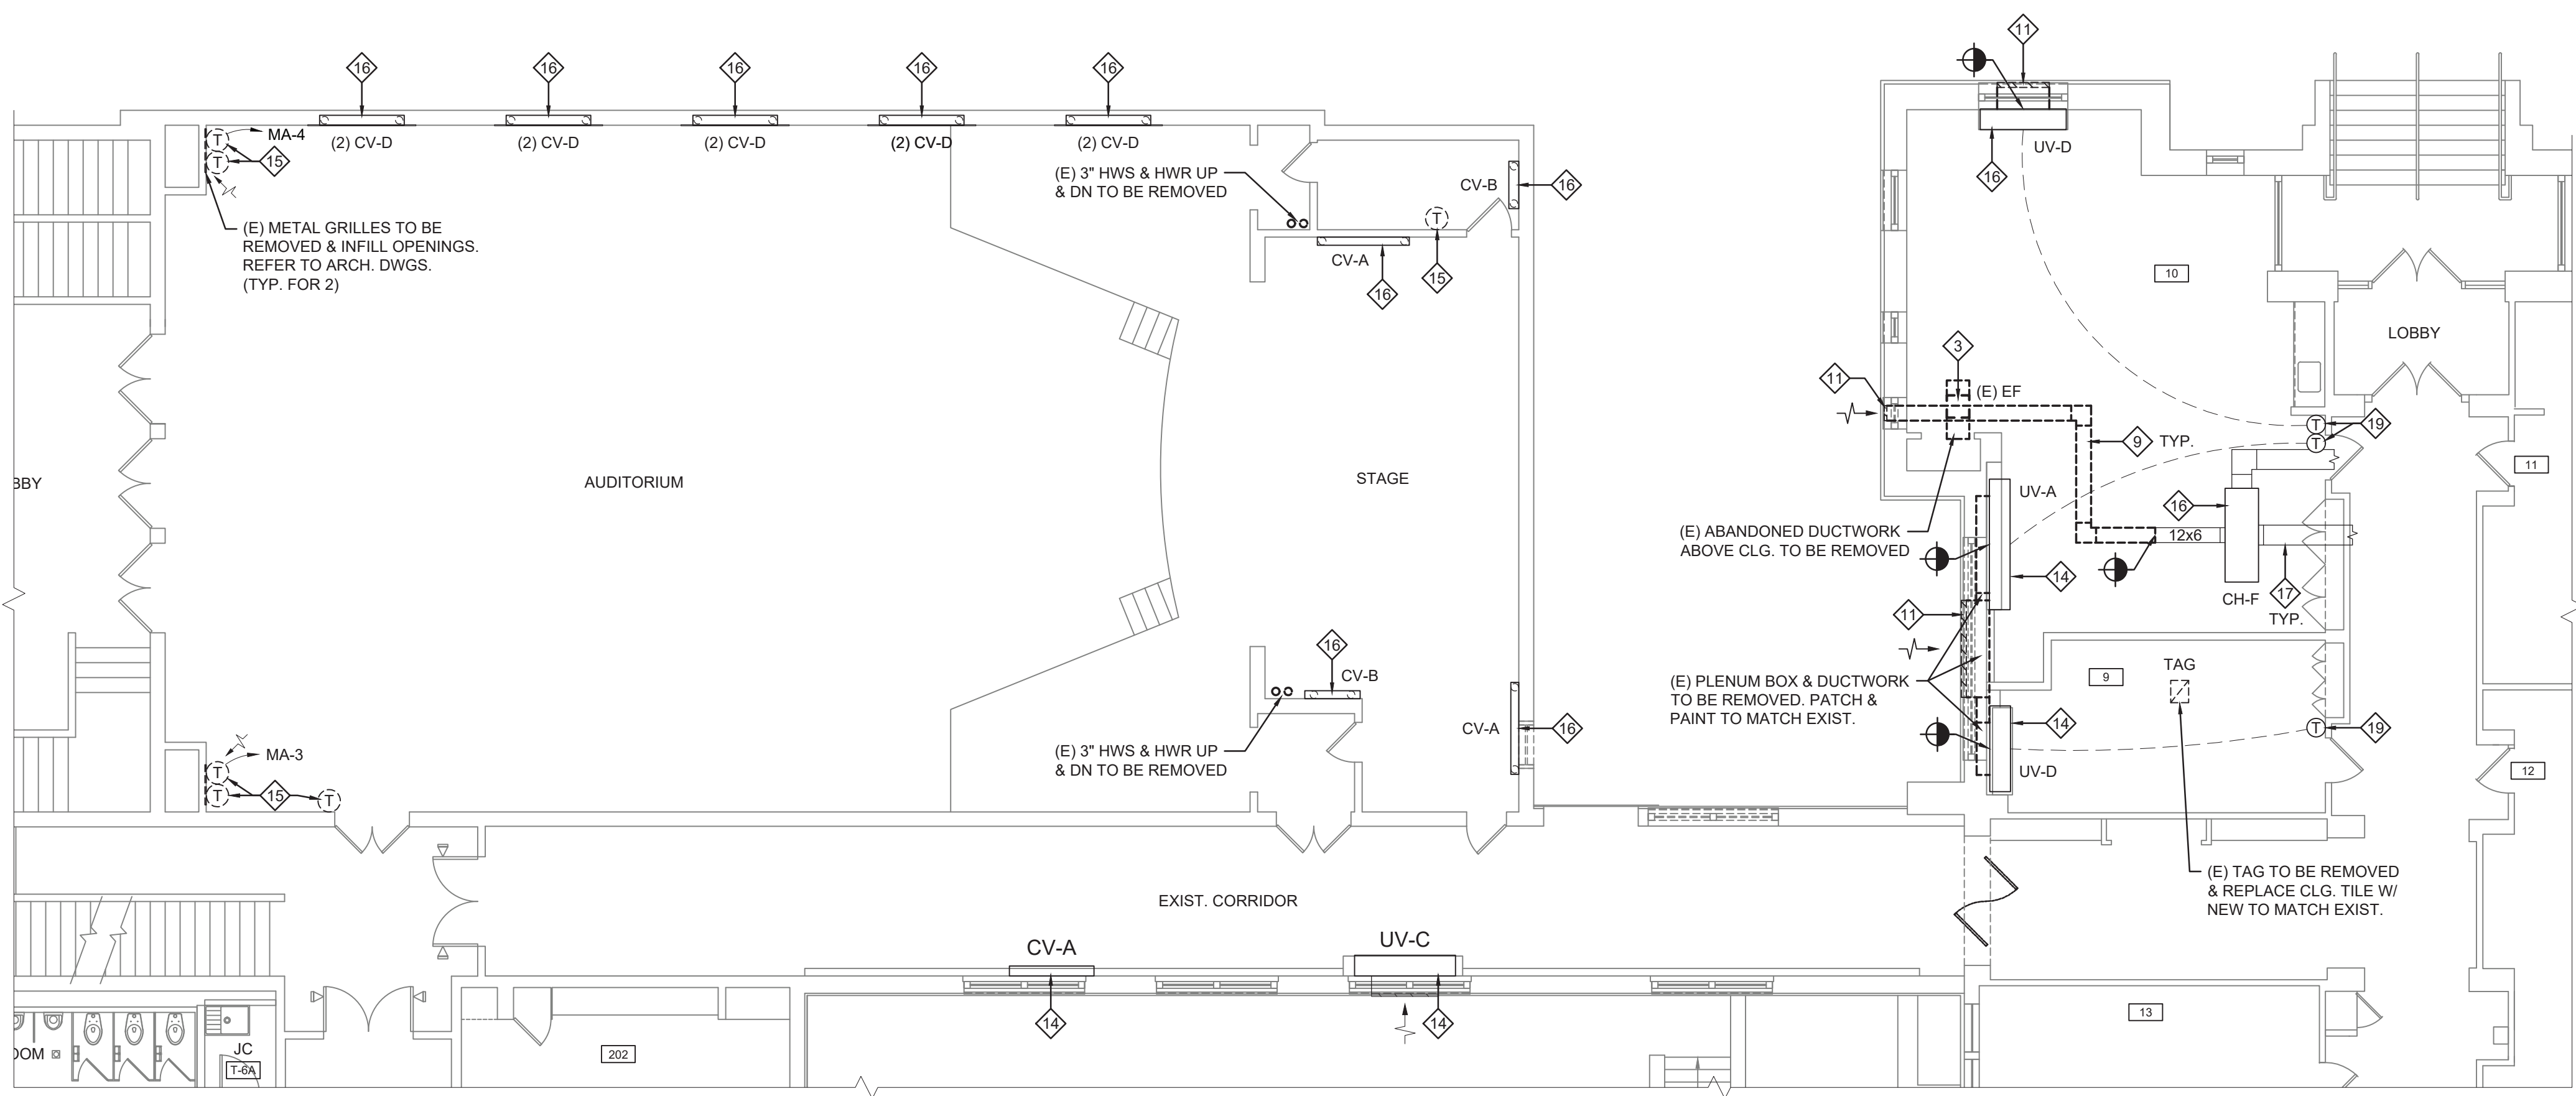 11
16
16
16
16
16
MA-4
15
(2) CV-D
(2) CV-D
(2) CV-D
(2) CV-D
(2) CV-D
T
T
UV-D
16
(E) 3" HWS & HWR UP
& DN TO BE REMOVED
CV-B
16
T
(E) METAL GRILLES TO BE
REMOVED & INFILL OPENINGS.
REFER TO ARCH. DWGS.
(TYP. FOR 2)
CV-A
16
15
10
LOBBY
3
11
(E) EF
T
T
19
9
TYP.
BBY
AUDITORIUM
STAGE
11
UV-A
16
(E) ABANDONED DUCTWORK
ABOVE CLG. TO BE REMOVED
12x6
14
CH-F
17
TYP.
11
16
CV-B
TAG
9
(E) PLENUM BOX & DUCTWORK
TO BE REMOVED. PATCH &
PAINT TO MATCH EXIST.
CV-A
16
14
T
19
MA-3
(E) 3" HWS & HWR UP
& DN TO BE REMOVED
T
T
15
T
UV-D
12
(E) TAG TO BE REMOVED
& REPLACE CLG. TILE W/
NEW TO MATCH EXIST.
EXIST. CORRIDOR
CV-A
UV-C
14
14
13
OOM
JC
T-6A
202